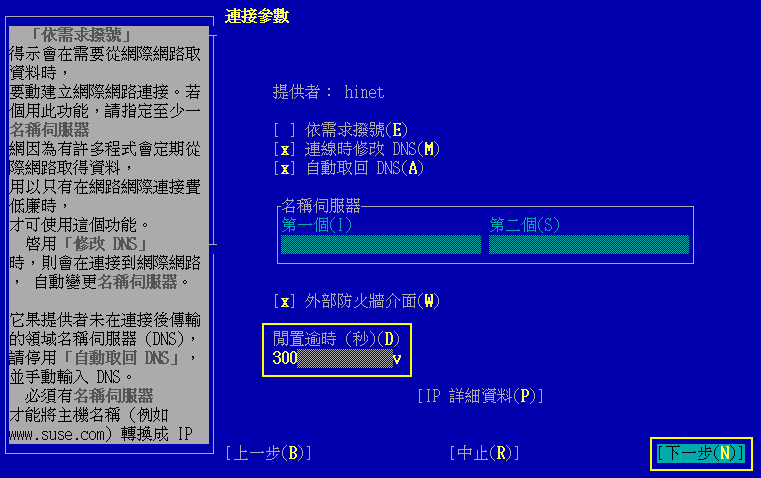 連接參數
「依需求撥號」
得示會在需要從網際網路取
資料時，
要動建立網際網路連接。若
個用此功能，請指定至少一
名稱伺服器
網因為有許多程式會定期從
際網路取得資料，
用以只有在網路網際連接費
低廉時，
才可使用這個功能。
啓用「修改 DNS」
時，則會在連接到網際網路
， 自動變更名稱伺服器。
它果提供者未在連接後傳輸
的領域名稱伺服器 (DNS)，
請停用「自動取回 DNS」，
並手動輸入 DNS。
必須有名稱伺服器
才能將主機名稱 (例如
www.suse.com) 轉換成 IP
提供者： hinet
[ ] 依需求撥號(E)
[x] 連線時修改 DNS(M)
[x] 自動取回 DNS(A)
名稱伺服器
第一個(I) 第二個(S)
[x] 外部防火牆介面(W)
閒置逾時 (秒)(D)
300 v
[IP 詳細資料(P)]
[上一步(B)] [中止(R)] [下一步(N)]